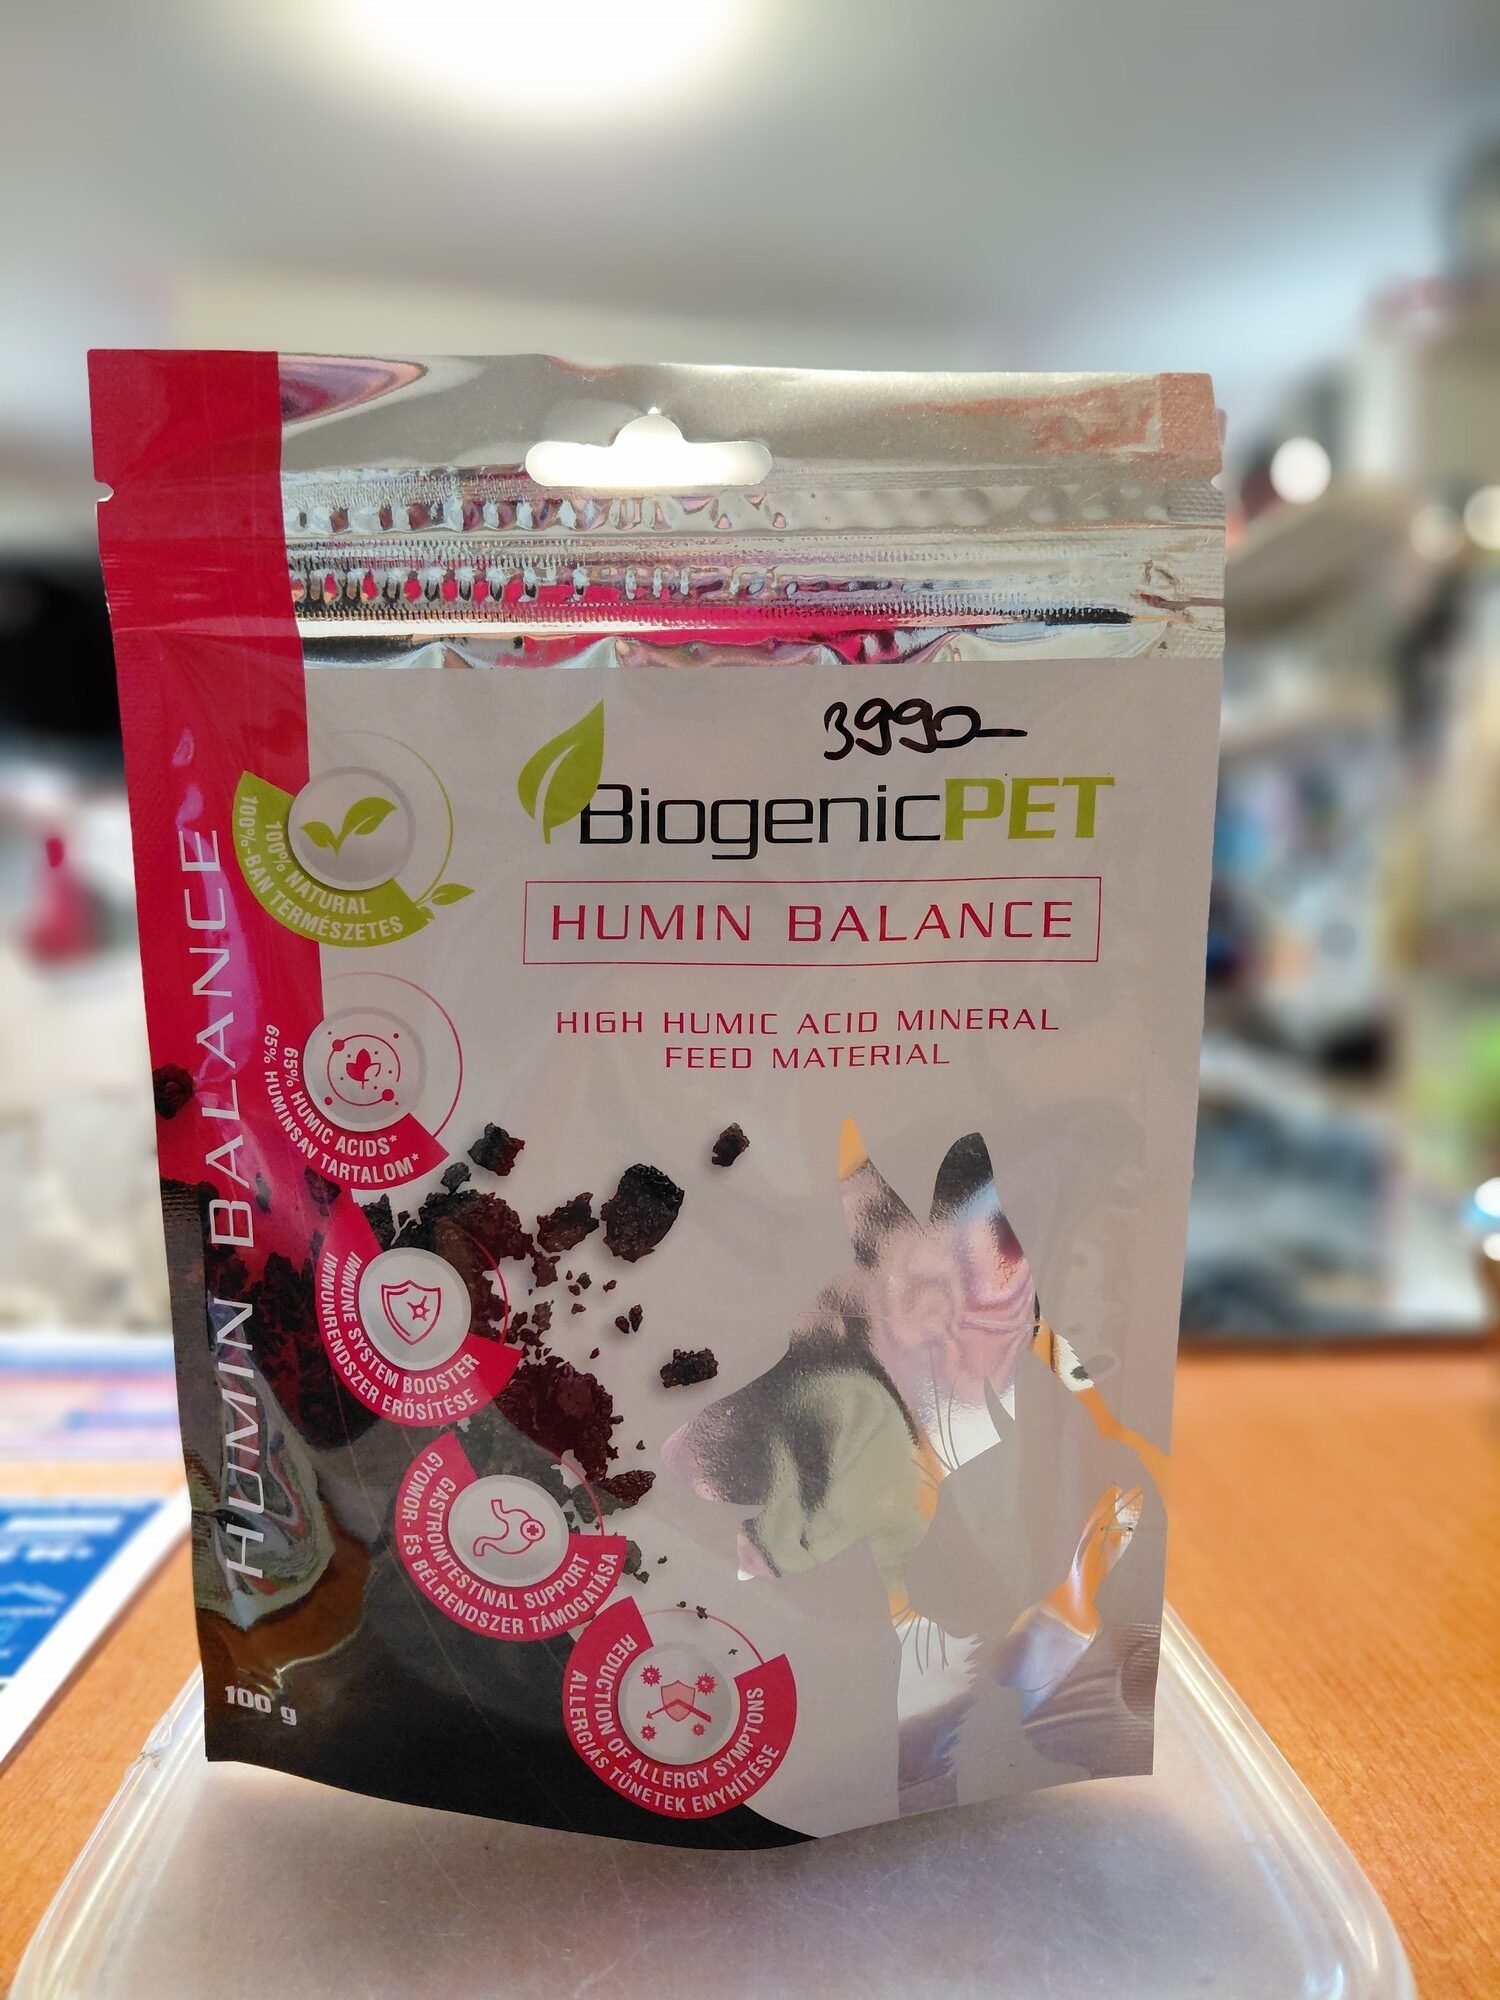 3990-
BiogenicPET
HUMIN BALANCE
HIGH HUMIC ACID MINERAL
FEED MATERIAL
HUMIN BALANCE
100% NATURAL
100%-BAN TERMÉSZETES
65% HUMIC ACIDS*
65% HUMINSAV TARTALOM*
IMMUNE SYSTEM BOOSTER
IMMUNRENDSZER ERŐSÍTÉSE
GASTROINTESTINAL SUPPORT
GYOMOR- ÉS BÉLRENDSZER TÁMOGATÁSA
REDUCTION OF ALLERGY SYMPTONS
ALLERGIÁS TÜNETEK ENYHÍTÉSE
100 g